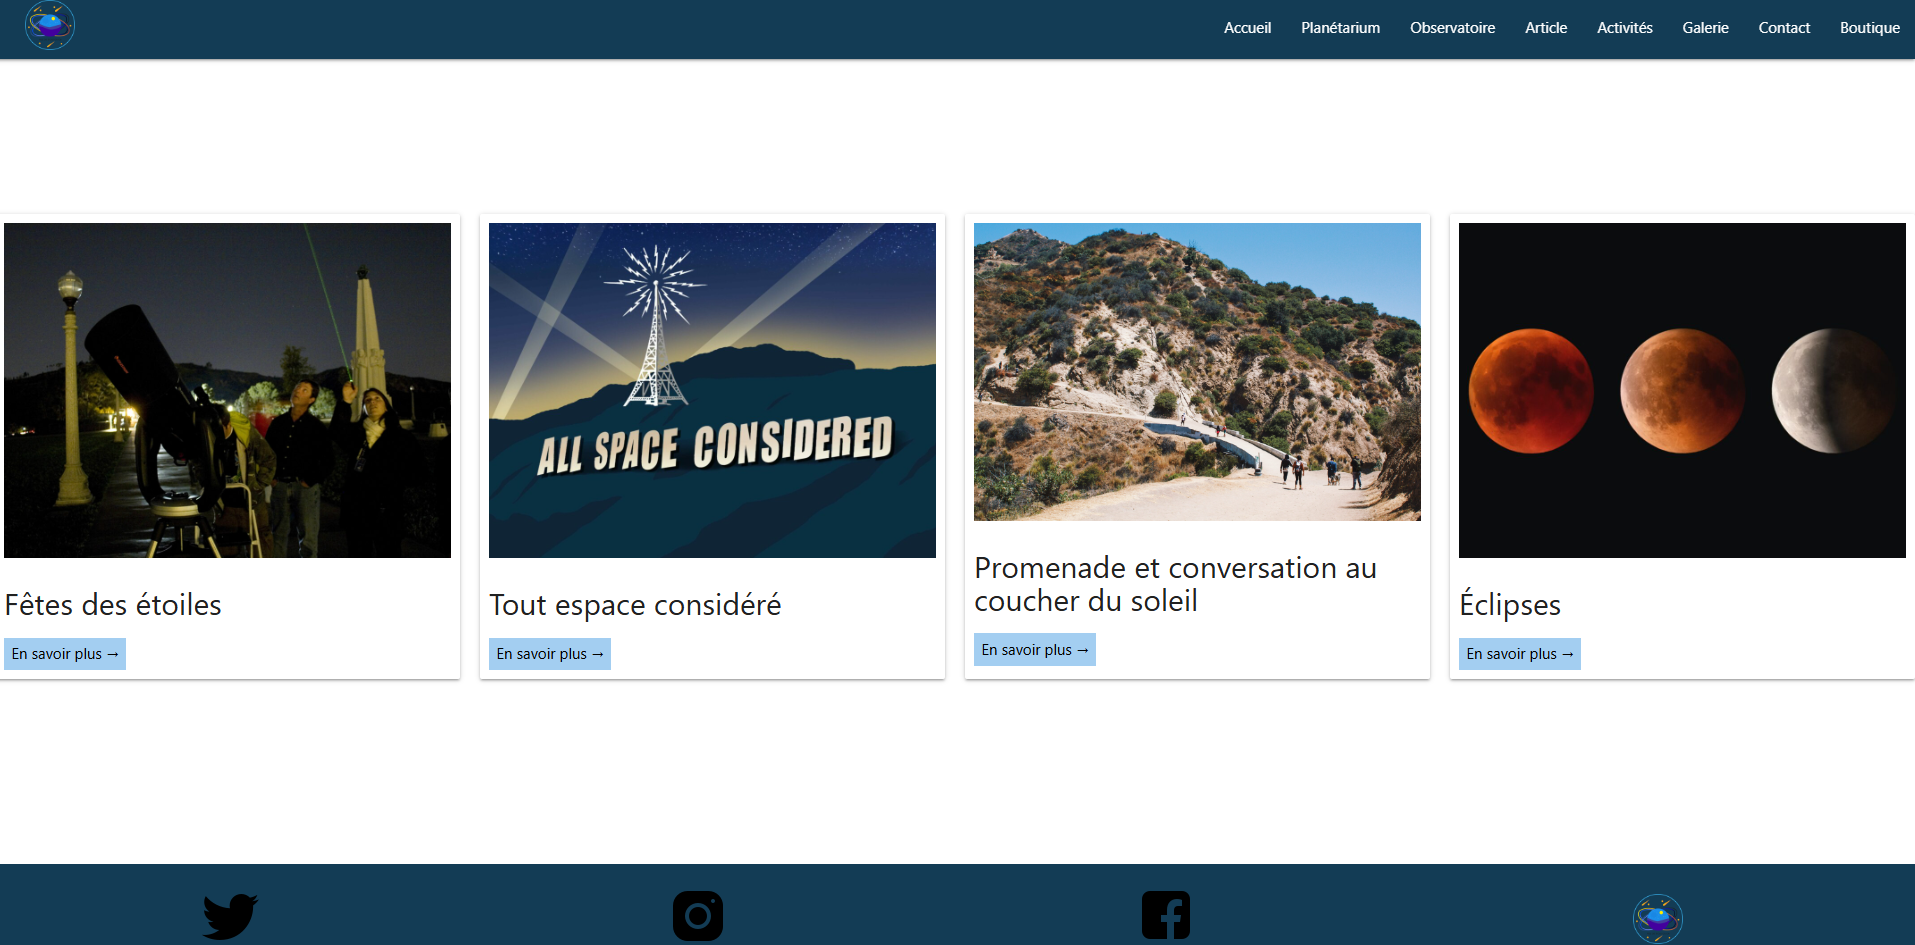 Accueil Planétarium Observatoire Article Activités Galerie Contact Boutique
ALL SPACE CONSIDERED
Fêtes des étoiles
En savoir plus →
Tout espace considéré
En savoir plus →
Promenade et conversation au
coucher du soleil
En savoir plus →
Éclipses
En savoir plus →